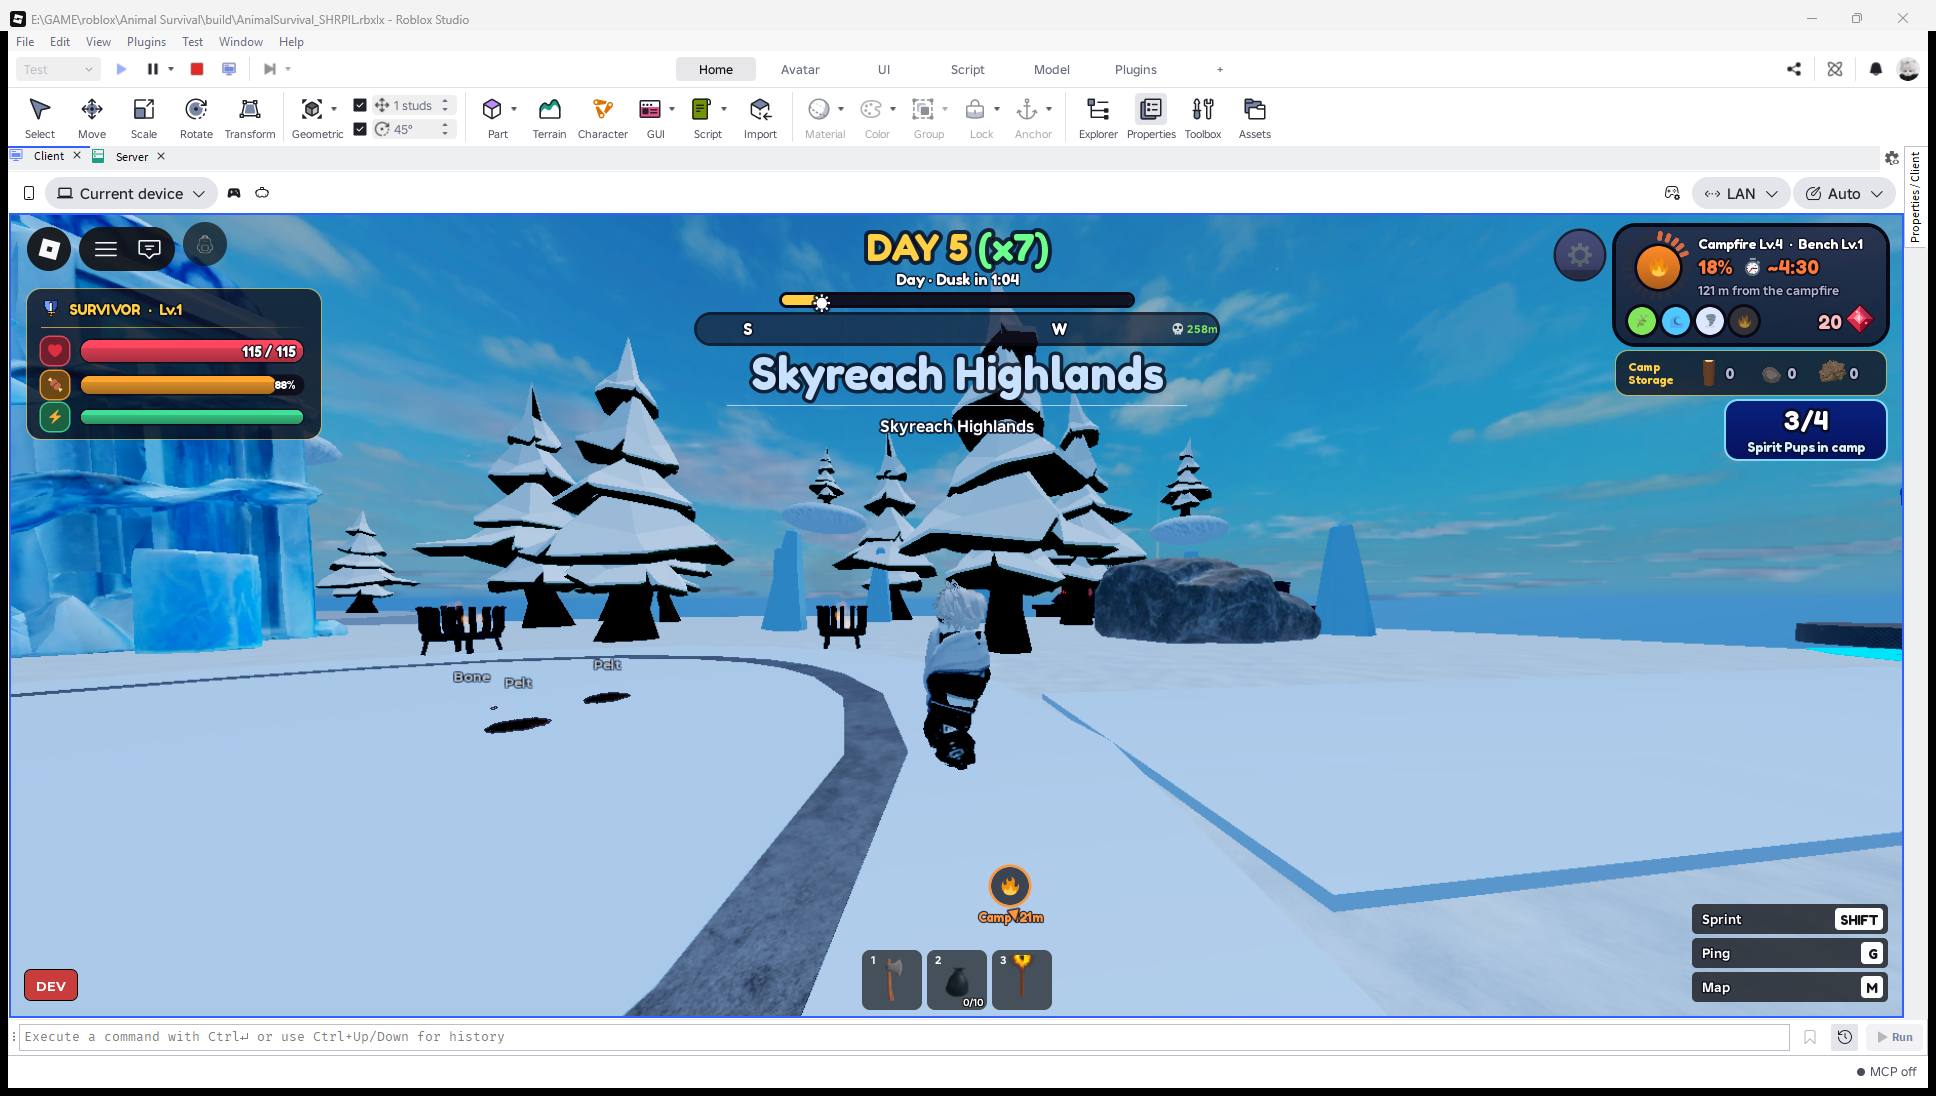 E:\GAME\roblox\Animal Survival\build\AnimalSurvival_SHRPIL.rbxlx - Roblox Studio
File Edit View Plugins Test Window Help
Test
Home Avatar UI Script Model Plugins +
1 studs
45°
Select Move Scale Rotate Transform Geometric Part Terrain Character GUI Script Import Material Color Group Lock Anchor Explorer Properties Toolbox Assets
Client Server
Properties / Client
Current device
LAN Auto
DAY 5 (x7)
Day · Dusk in 1:04
S W 258m
Skyreach Highlands
Skyreach Highlands
SURVIVOR · Lv.1
115 / 115
88%
Campfire Lv.4 · Bench Lv.1
18% ~4:30
121 m from the campfire
20
Camp Storage
0 0 0
3/4
Spirit Pups in camp
Pelt
Bone
Pelt
Sprint SHIFT
Ping G
Map M
1 2 3
0/10
DEV
Execute a command with Ctrl↵ or use Ctrl+Up/Down for history
Run
MCP off